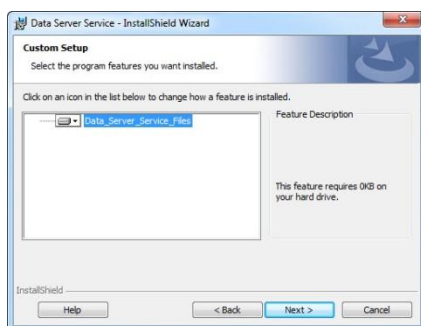 Data Server Service - InstallShield Wizard
Custom Setup
Select the program features you want installed.
Click on an icon in the list below to change how a feature is installed.
Data_Server_Service_Files
Feature Description
This feature requires 0KB on
your hard drive.
InstallShield
Help
< Back
Next >
Cancel